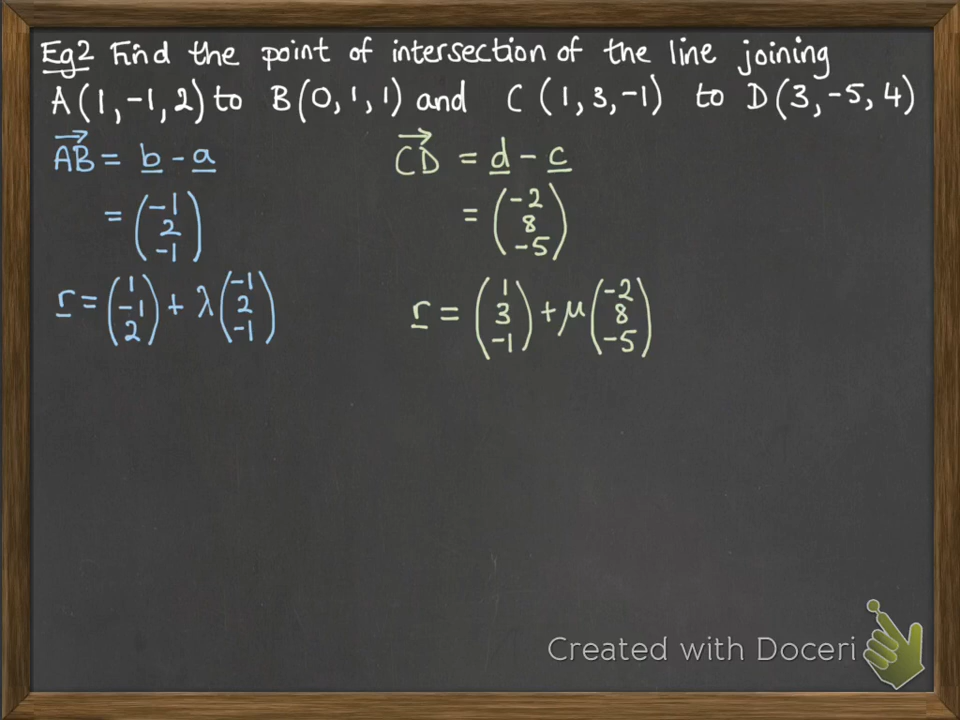 Eg2 Find the point of intersection of the line joining
A(1,-1,2) to B(0,1,1) and C (1,3,-1) to D(3,-5,4)
AB = b - a
= (-1
2
-1)
r = (1
-1
2) + λ (-1
2
-1)
CD = d - c
= (-2
8
-5)
r = (1
3
-1) + μ (-2
8
-5)
Created with Doceri